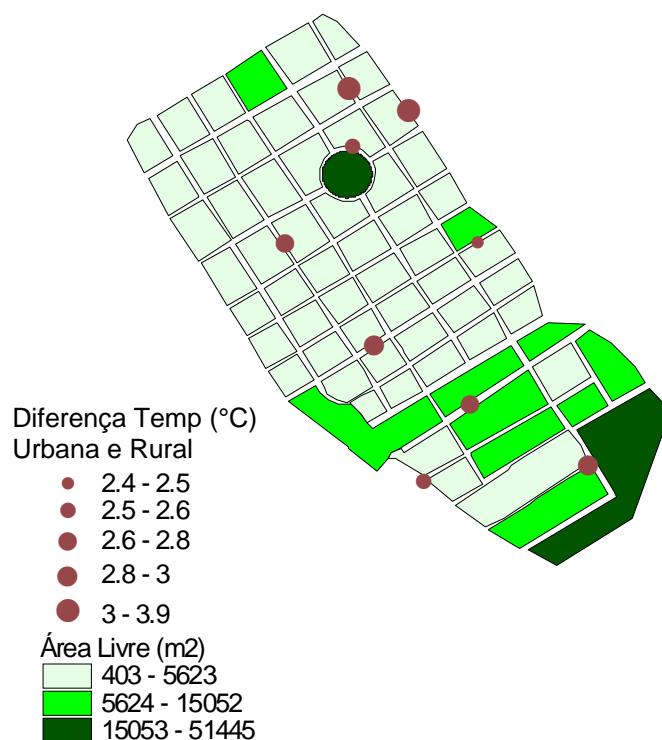 Diferença Temp (°C)
Urbana e Rural
2.4 - 2.5
2.5 - 2.6
2.6 - 2.8
2.8 - 3
3 - 3.9
Área Livre (m2)
403 - 5623
5624 - 15052
15053 - 51445